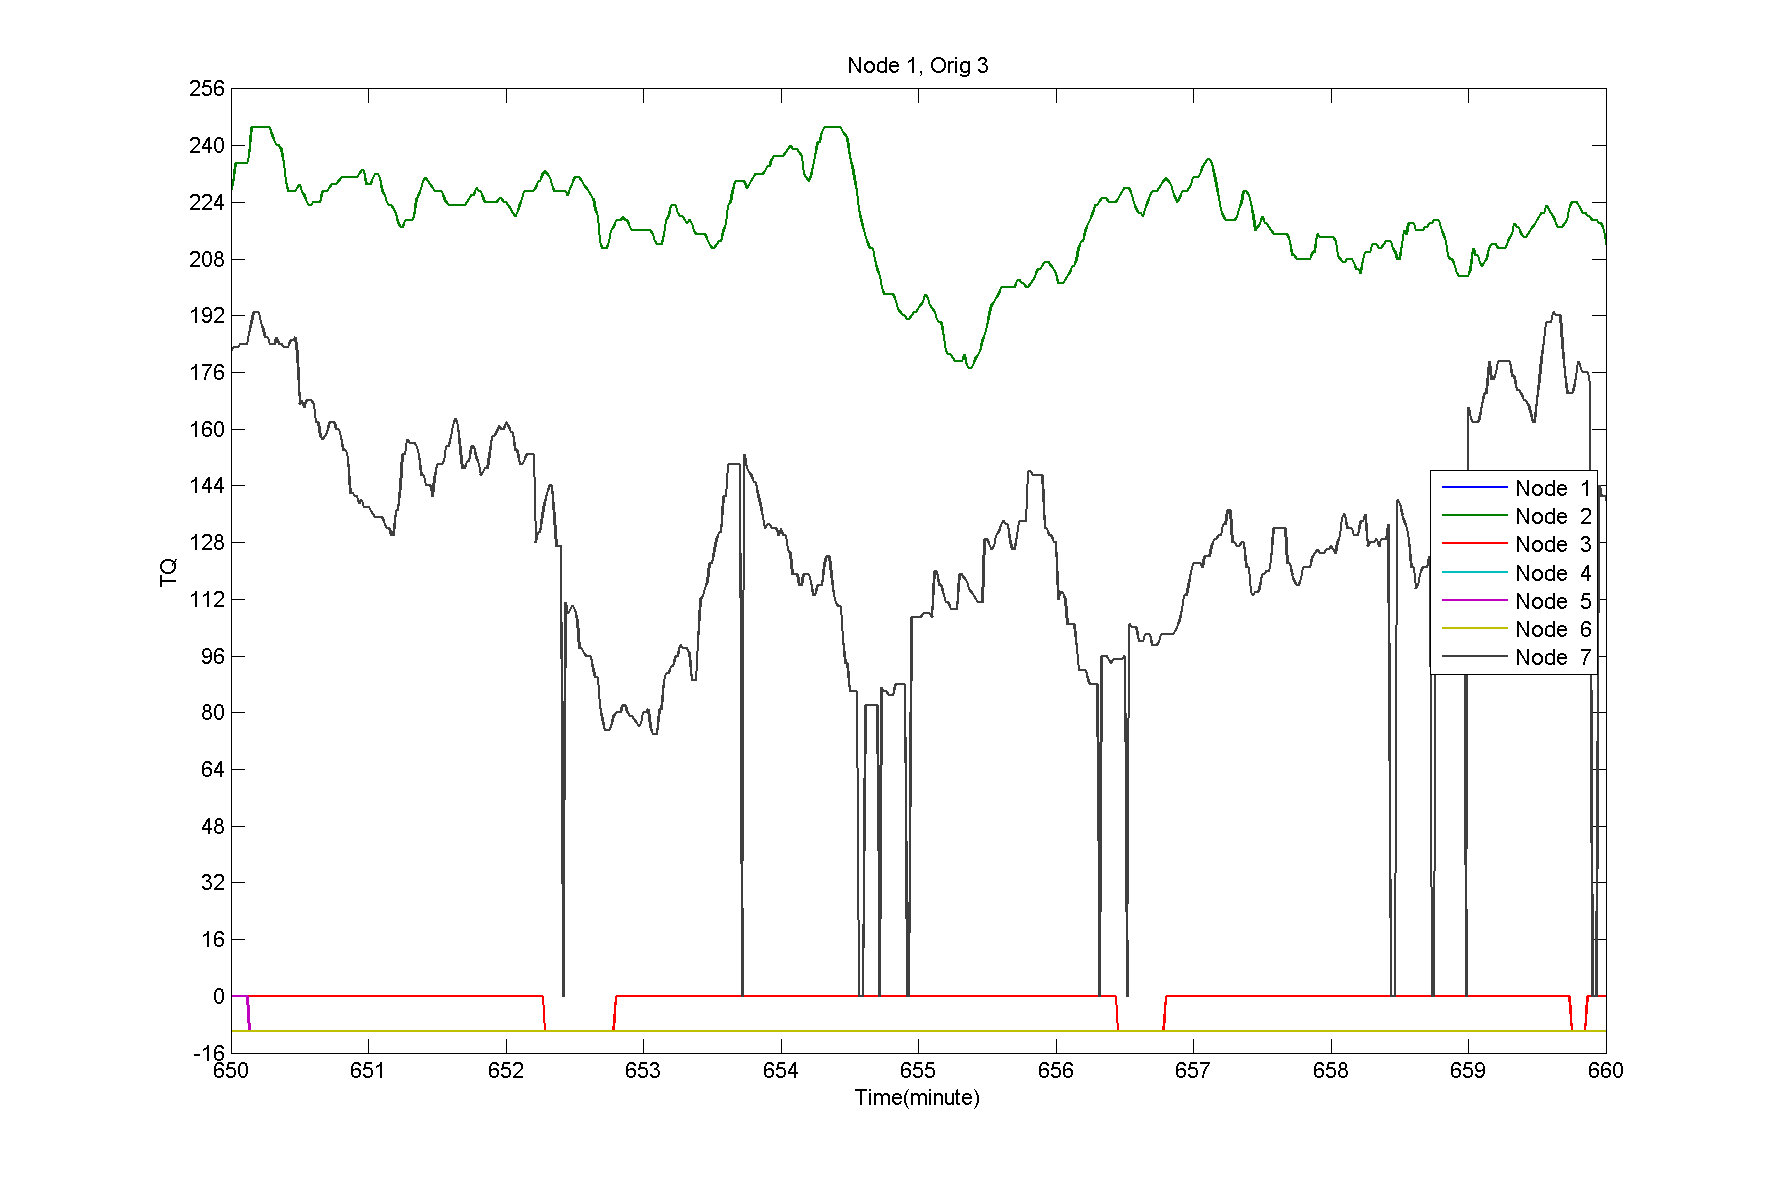 Node 1, Orig 3
256
240
224
208
192
176
160
144
128
112
96
80
64
48
32
16
0
-16
TQ
Node 1
Node 2
Node 3
Node 4
Node 5
Node 6
Node 7
650 651 652 653 654 655 656 657 658 659 660
Time(minute)